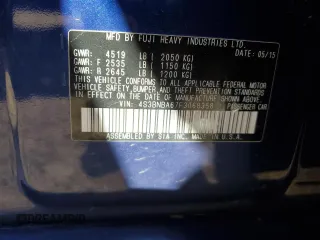 MFD BY FUJI HEAVY INDUSTRIES LTD.
GVWR: 4519 LB ( 2050 KG) 05/15
GAWR: F 2535 LB ( 1150 KG)
GAWR: R 2645 LB ( 1200 KG)
THIS VEHICLE CONFORMS TO ALL APPLICABLE
FEDERAL MOTOR VEHICLE SAFETY, BUMPER, AND THEFT
PREVENTION STANDARDS IN EFFECT ON THE DATE
OF MANUFACTURE SHOWN ABOVE.
VIN: PASSENGER CAR
ASSEMBLED BY SIA INC. MADE IN U.S.A.
DREAMBID